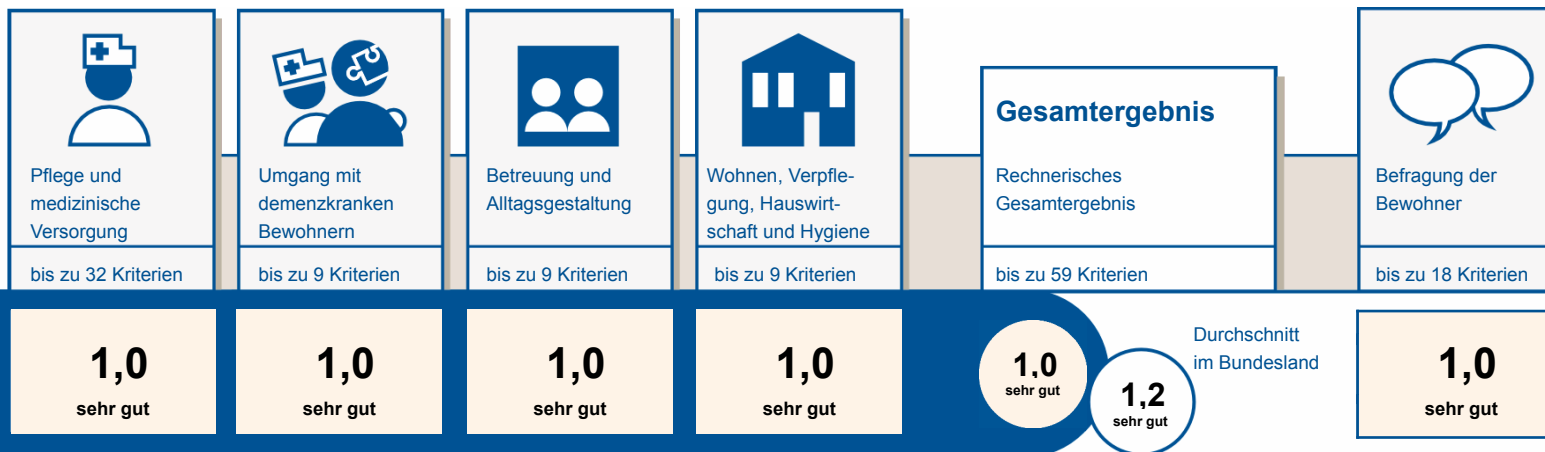 Pflege und
medizinische
Versorgung
bis zu 32 Kriterien
1,0
sehr gut
Umgang mit
demenzkranken
Bewohnern
bis zu 9 Kriterien
1,0
sehr gut
Betreuung und
Alltagsgestaltung
bis zu 9 Kriterien
1,0
sehr gut
Wohnen, Verpfle-
gung, Hauswirt-
schaft und Hygiene
bis zu 9 Kriterien
1,0
sehr gut
Gesamtergebnis
Rechnerisches
Gesamtergebnis
bis zu 59 Kriterien
1,0
sehr gut
Durchschnitt
im Bundesland
1,2
sehr gut
Befragung der
Bewohner
bis zu 18 Kriterien
1,0
sehr gut